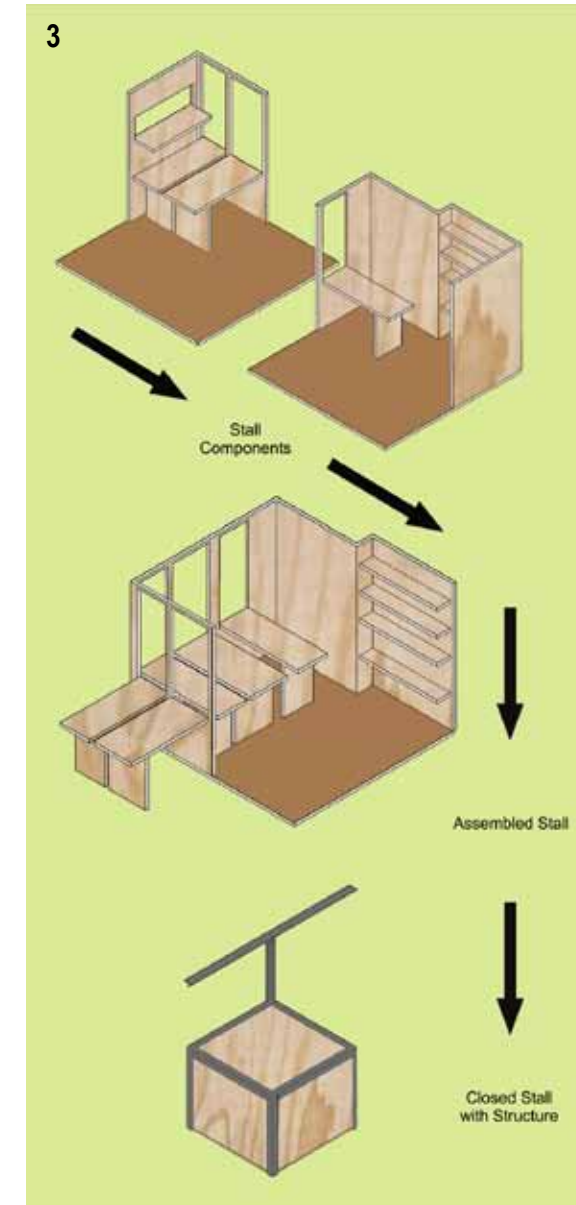 3
Stall
Components
Assembled Stall
Closed Stall
with Structure